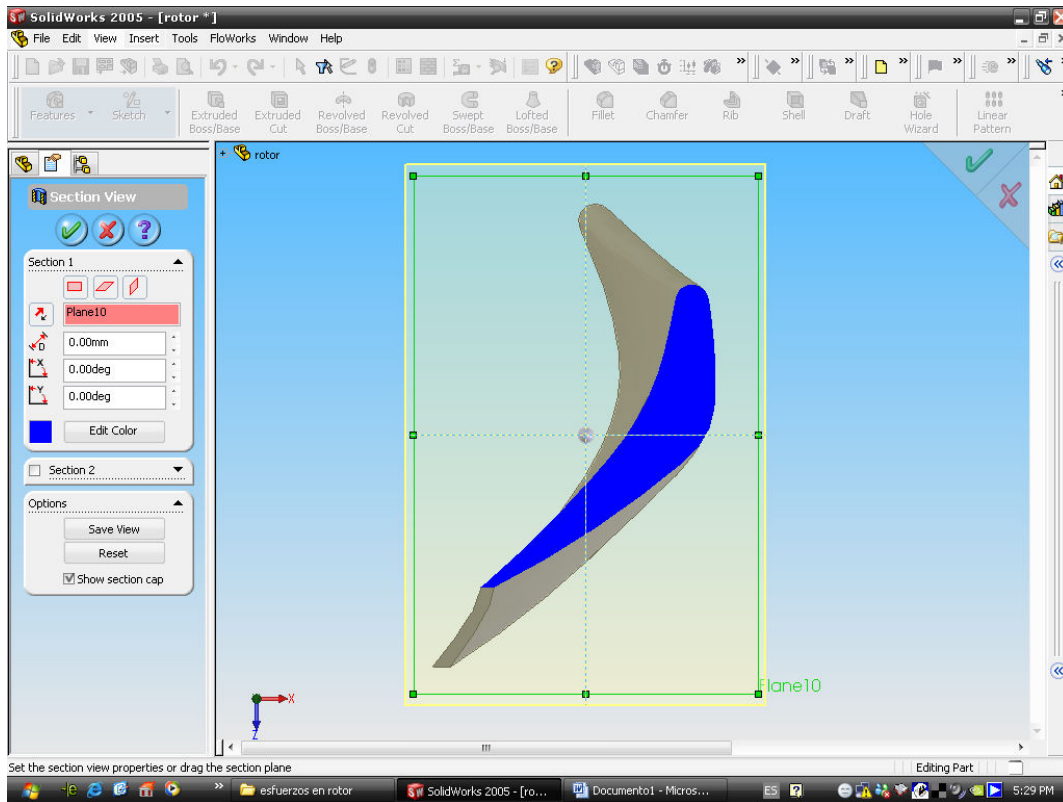 SolidWorks 2005 - [rotor *]
File Edit View Insert Tools FloWorks Window Help
Features Sketch Extruded Boss/Base Extruded Cut Revolved Boss/Base Revolved Cut Swept Boss/Base Lofted Boss/Base Fillet Chamfer Rib Shell Draft Hole Wizard Linear Pattern
+ rotor
Section View
Section 1
Plane10
D 0.00mm
X 0.00deg
Y 0.00deg
Edit Color
Section 2
Options
Save View
Reset
Show section cap
Plane10
X
Z
Set the section view properties or drag the section plane
Editing Part
esfuerzos en rotor
SolidWorks 2005 - [ro...
Documento1 - Micros...
ES
5:29 PM